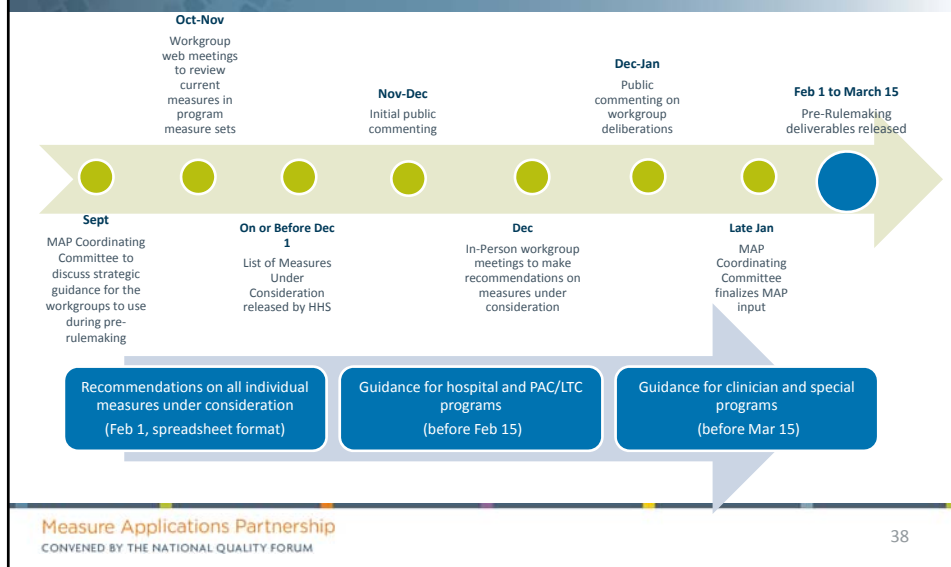 Oct-Nov
Workgroup
web meetings
to review
current
measures in
program
measure sets
Nov-Dec
Initial public
commenting
Dec-Jan
Public
commenting on
workgroup
deliberations
Feb 1 to March 15
Pre-Rulemaking
deliverables released
Sept
MAP Coordinating
Committee to
discuss strategic
guidance for the
workgroups to use
during pre-
rulemaking
On or Before Dec
1
List of Measures
Under
Consideration
released by HHS
Dec
In-Person workgroup
meetings to make
recommendations on
measures under
consideration
Late Jan
MAP
Coordinating
Committee
finalizes MAP
input
Recommendations on all individual
measures under consideration
(Feb 1, spreadsheet format)
Guidance for hospital and PAC/LTC
programs
(before Feb 15)
Guidance for clinician and special
programs
(before Mar 15)
Measure Applications Partnership
CONVENED BY THE NATIONAL QUALITY FORUM
38